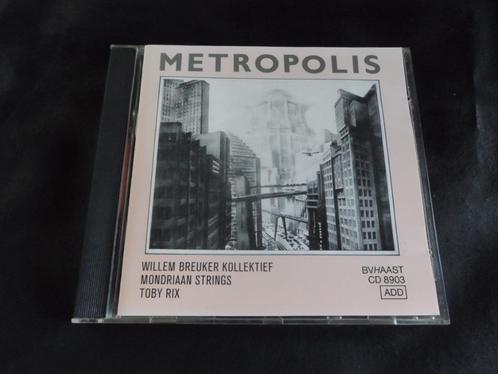 METROPOLIS
WILLEM BREUKER KOLLEKTIEF
MONDRIAAN STRINGS
TOBY RIX
BVHAAST
CD 8903
ADD